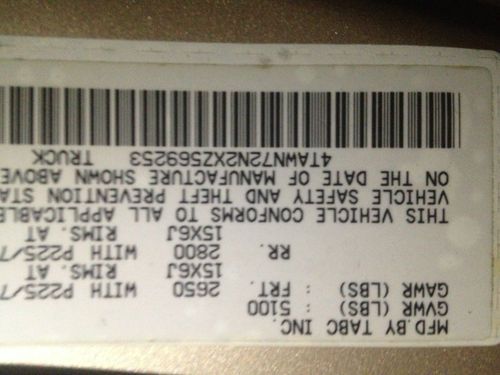 MFD.BY TABC INC.
GVWR (LBS) : 5100
GAWR (LBS) : FRT. 2650 WITH P225/7
15X6J RIMS. AT
RR. 2800 WITH P225/7
15X6J RIMS. AT
THIS VEHICLE CONFORMS TO ALL APPLICABLE
VEHICLE SAFETY AND THEFT PREVENTION STA
ON THE DATE OF MANUFACTURE SHOWN ABOVE
4TAWN72N2XZ569253 TRUCK